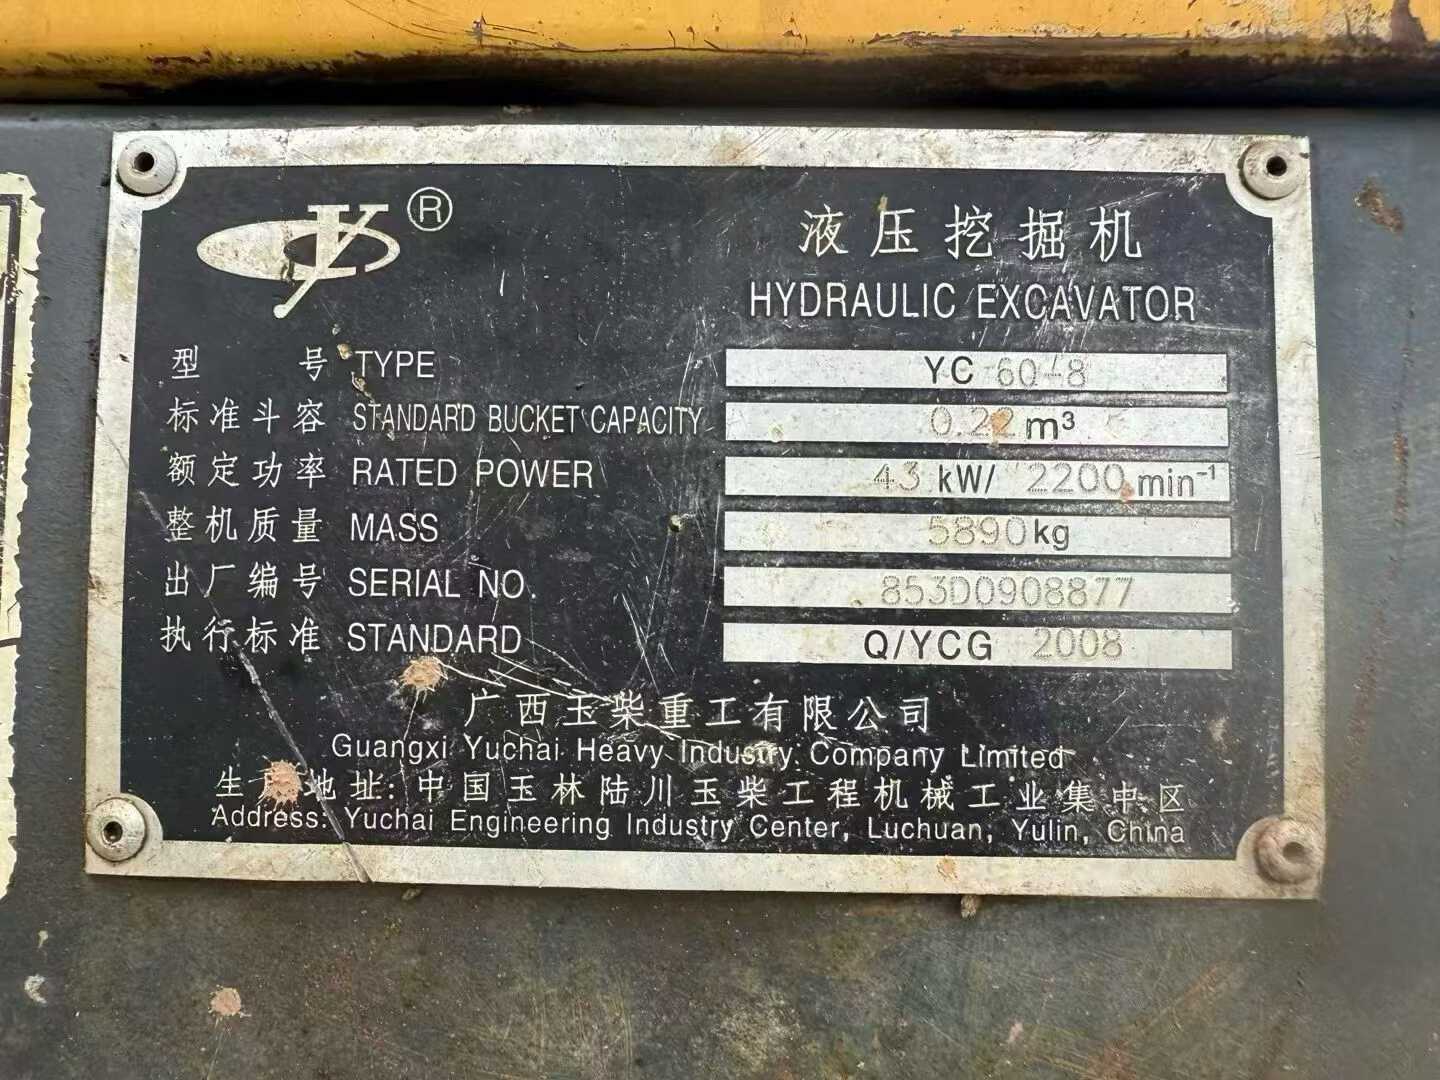 ®
液压挖掘机
HYDRAULIC EXCAVATOR
型 号 TYPE YC 60-8
标准斗容 STANDARD BUCKET CAPACITY 0.22 m³
额定功率 RATED POWER 43 kW/ 2200 min⁻¹
整机质量 MASS 5890kg
出厂编号 SERIAL NO. 853D0908877
执行标准 STANDARD Q/YCG 2008
广西玉柴重工有限公司
Guangxi Yuchai Heavy Industry Company Limited
生产地址:中国玉林陆川玉柴工程机械工业集中区
Address: Yuchai Engineering Industry Center, Luchuan, Yulin, China